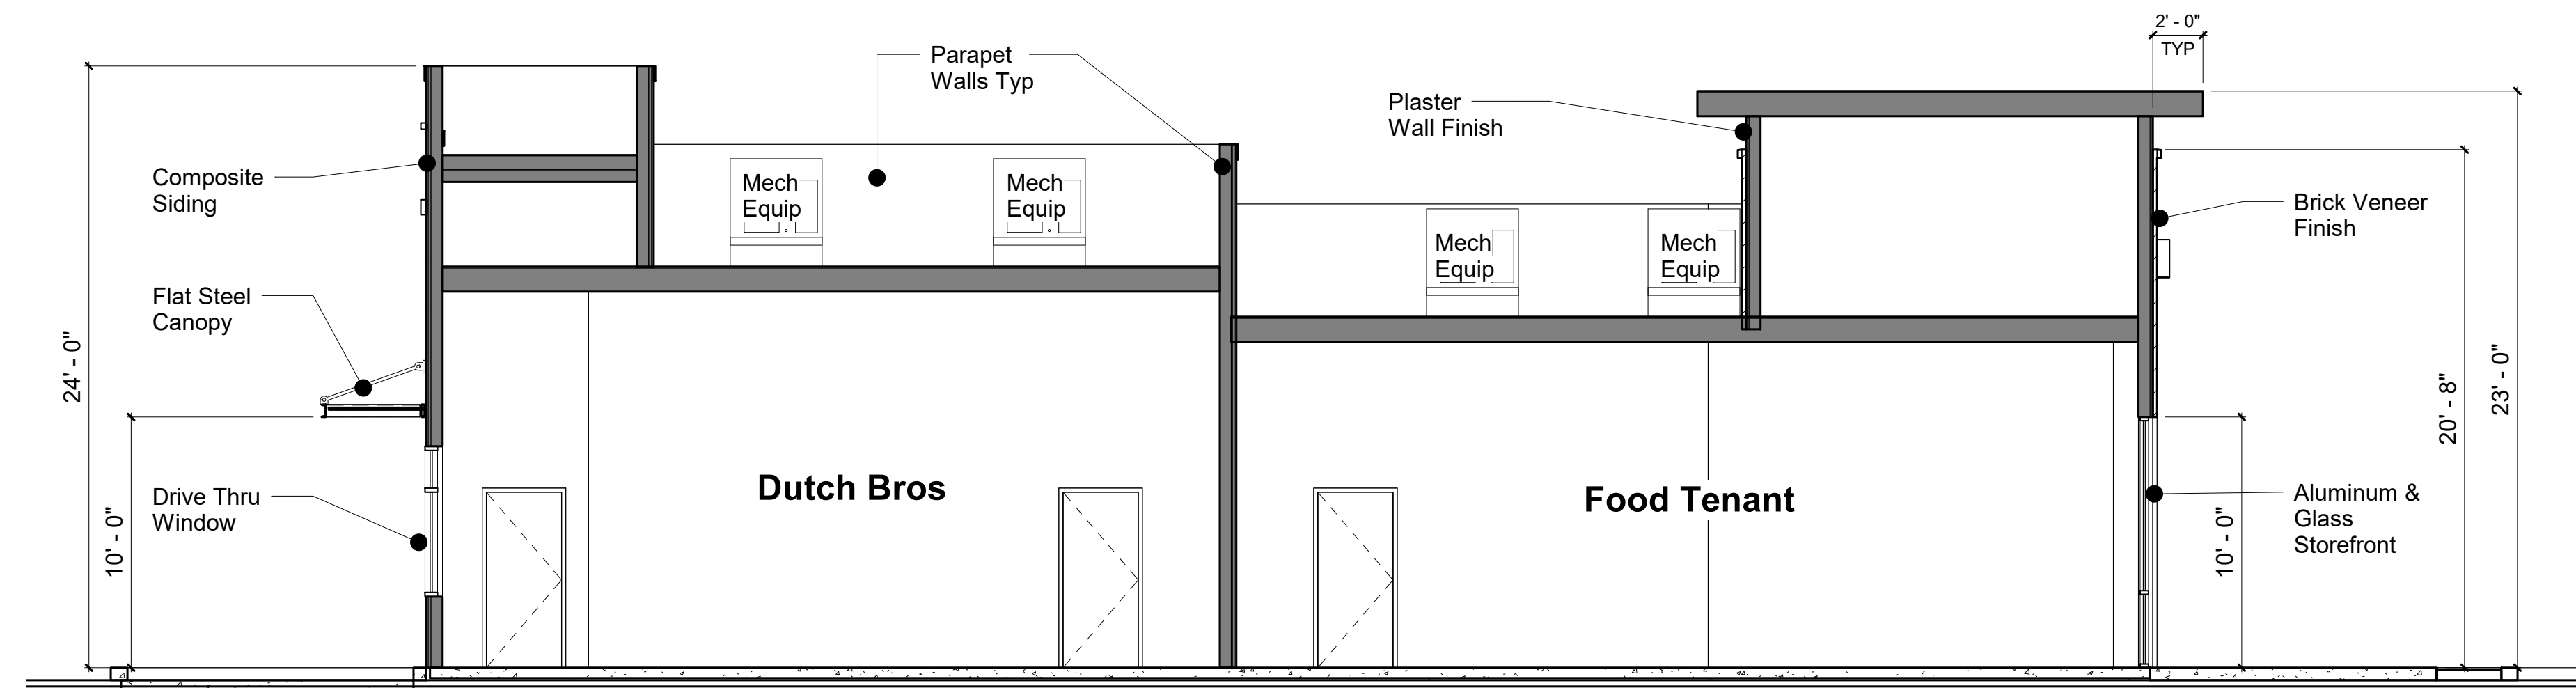 2' - 0"
TYP
Parapet
Walls Typ
Plaster
Wall Finish
Composite
Siding
Mech
Equip
Mech
Equip
Mech
Equip
Mech
Equip
Brick Veneer
Finish
Flat Steel
Canopy
24' - 0"
20' - 8"
23' - 0"
Dutch Bros
Food Tenant
Drive Thru
Window
10' - 0"
10' - 0"
Aluminum &
Glass
Storefront